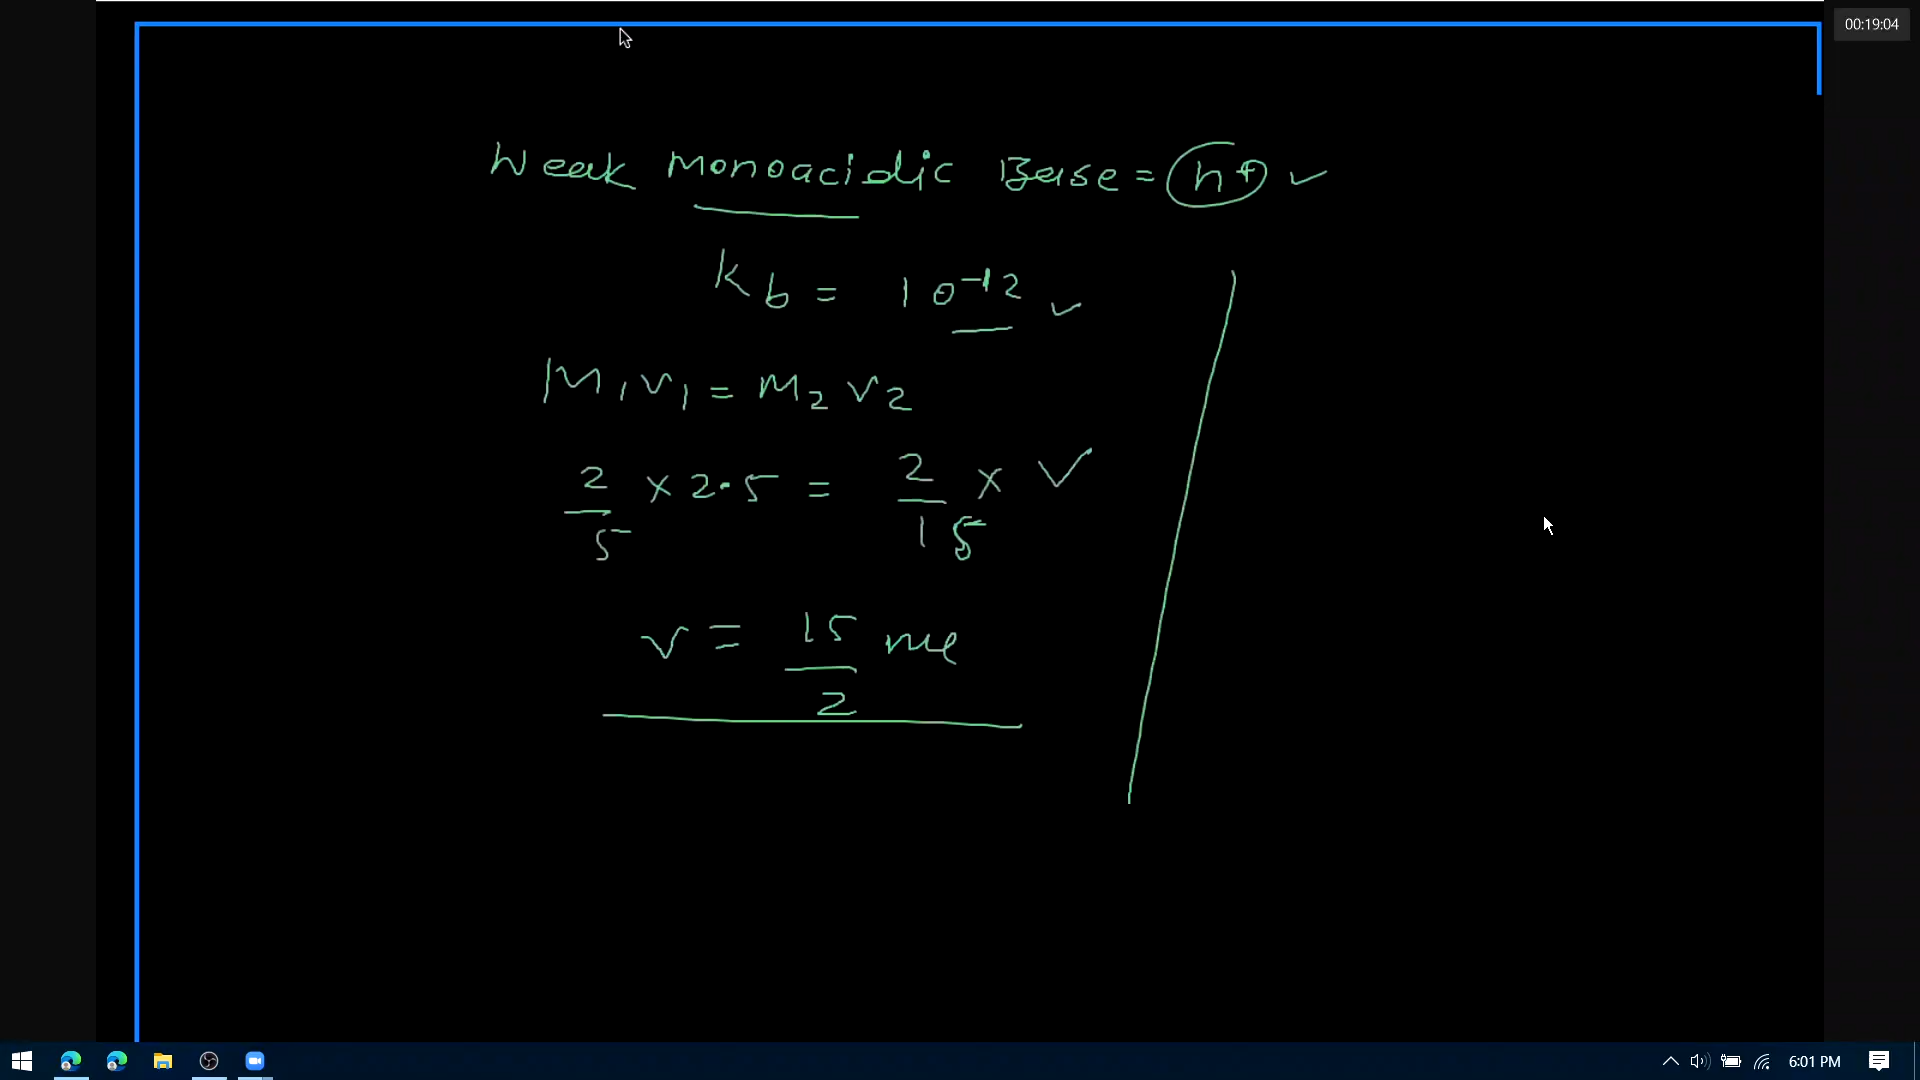 00:19:04
Weak Monoacidic Base = h+
Kb = 10^-12
M1V1 = M2V2
2/5 × 2.5 = 2/15 × V
V = 15/2 ml
6:01 PM